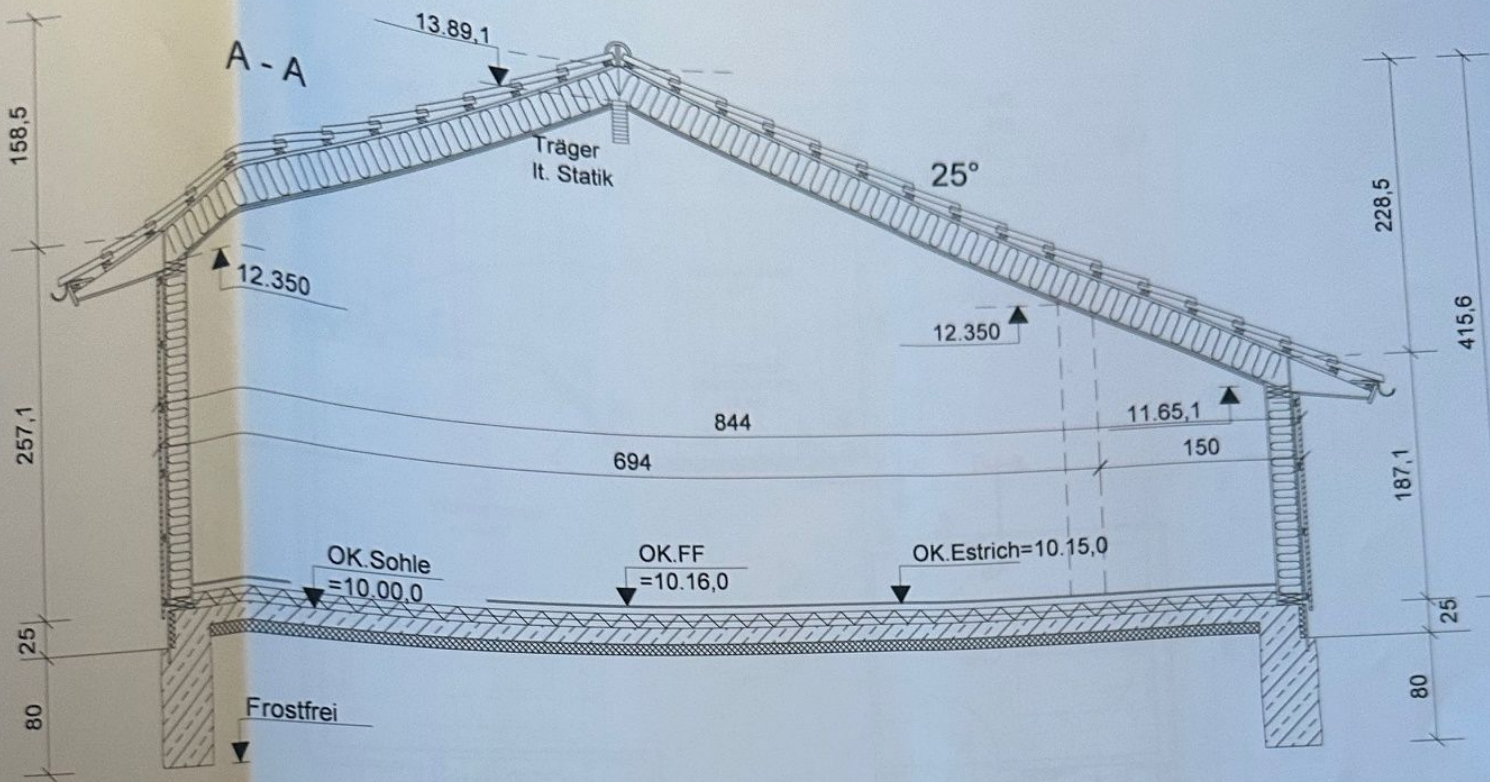 13.89,1
A - A
158,5
Träger
lt. Statik
25°
228,5
415,6
12.350
12.350
11.65,1
844
150
694
257,1
187,1
OK.Sohle
=10.00,0
OK.FF
=10.16,0
OK.Estrich=10.15,0
25
25
80
80
Frostfrei